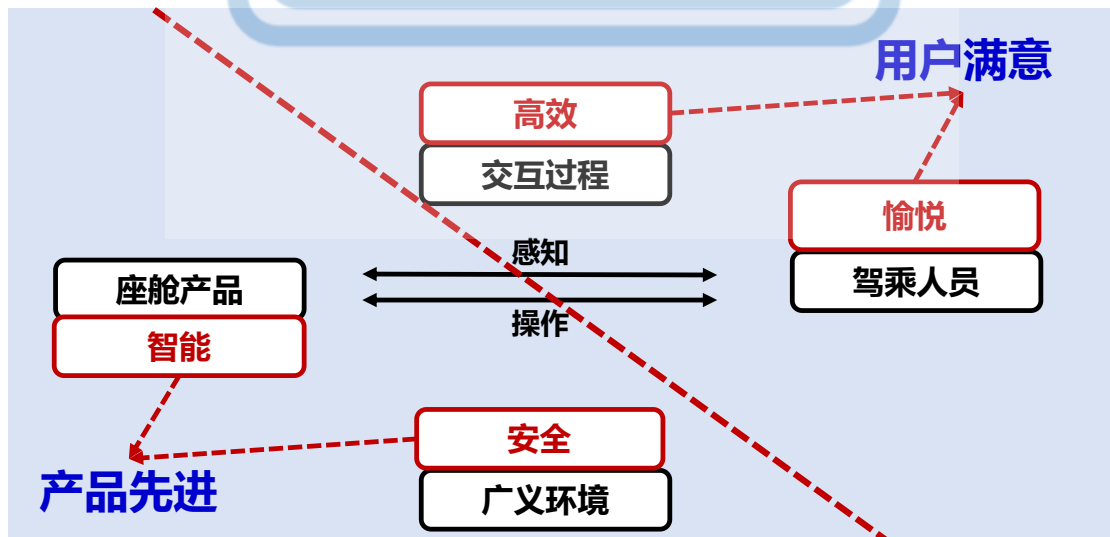 用户满意
高效
交互过程
愉悦
驾乘人员
感知
操作
座舱产品
智能
安全
广义环境
产品先进